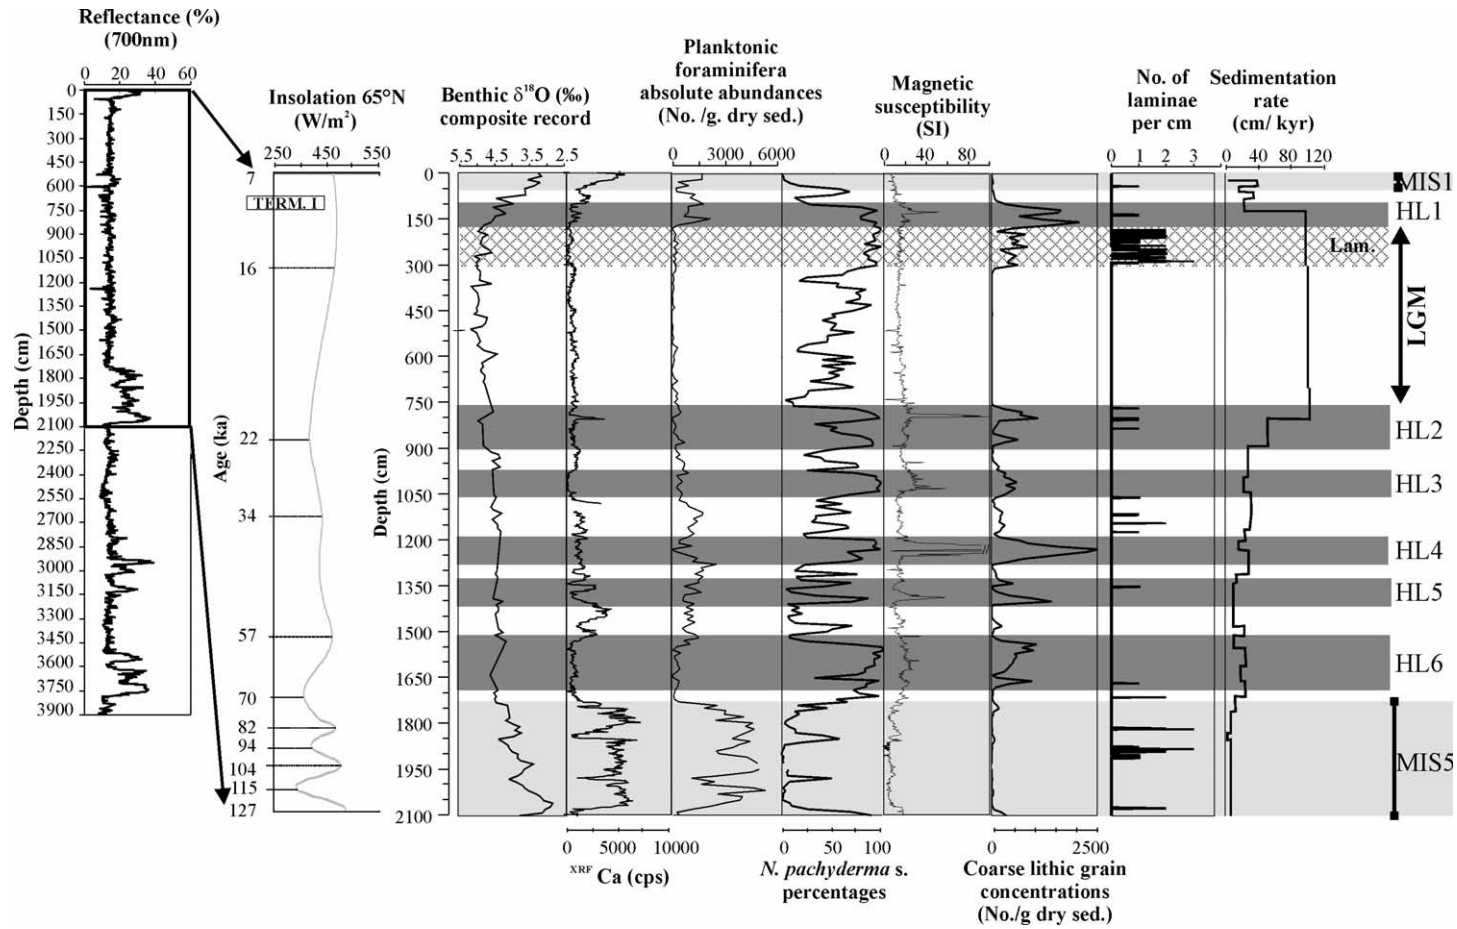 Reflectance (%)
(700nm)
0 20 40 60
0
150
300
450
600
750
900
1050
1200
1350
1500
1650
1800
1950
2100
2250
2400
2550
2700
2850
3000
3150
3300
3450
3600
3750
3900
Depth (cm)
Insolation 65°N
(W/m²)
250 450 550
TERM. I
7
16
22
34
57
70
82
94
104
115
127
Age (ka)
Benthic δ¹⁸O (‰)
composite record
5.5 4.5 3.5 2.5
0
150
300
450
600
750
900
1050
1200
1350
1500
1650
1800
1950
2100
Depth (cm)
0 5000 10000
XRF Ca (cps)
Planktonic
foraminifera
absolute abundances
(No. /g. dry sed.)
0 3000 6000
0 50 100
N. pachyderma s.
percentages
Magnetic
susceptibility
(SI)
0 40 80
0 2500
Coarse lithic grain
concentrations
(No./g dry sed.)
No. of
laminae
per cm
0 1 2 3
Sedimentation
rate
(cm/ kyr)
0 40 80 120
MIS1
HL1
Lam.
LGM
HL2
HL3
HL4
HL5
HL6
MIS5